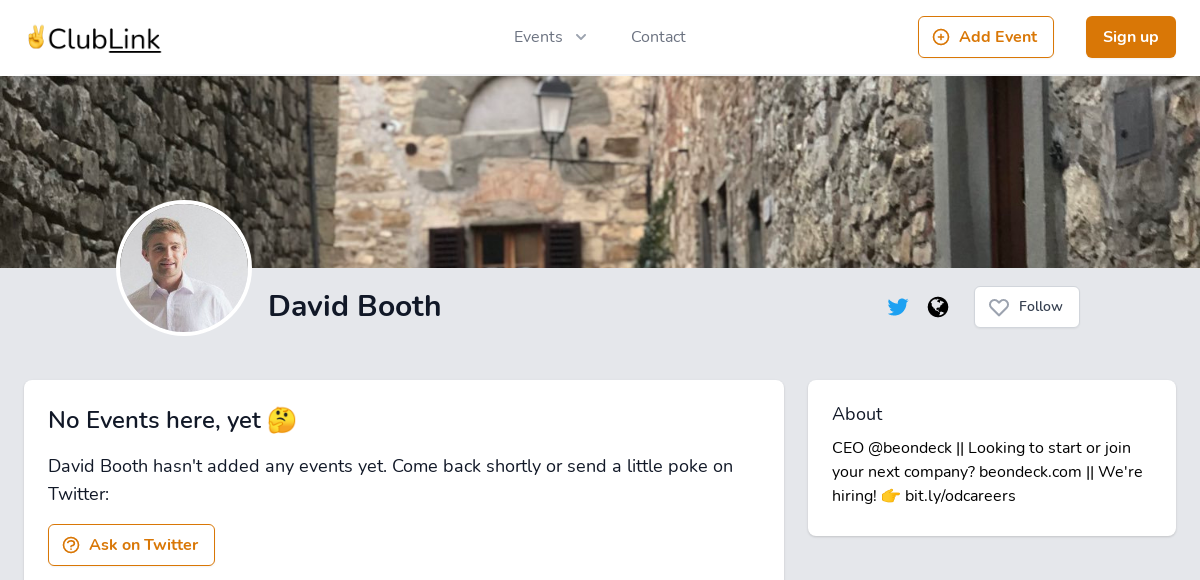 ✌️ClubLink
Events
Contact
Add Event
Sign up
David Booth
Follow
No Events here, yet 🤔
David Booth hasn't added any events yet. Come back shortly or send a little poke on
Twitter:
Ask on Twitter
About
CEO @beondeck || Looking to start or join
your next company? beondeck.com || We're
hiring! 👉 bit.ly/odcareers